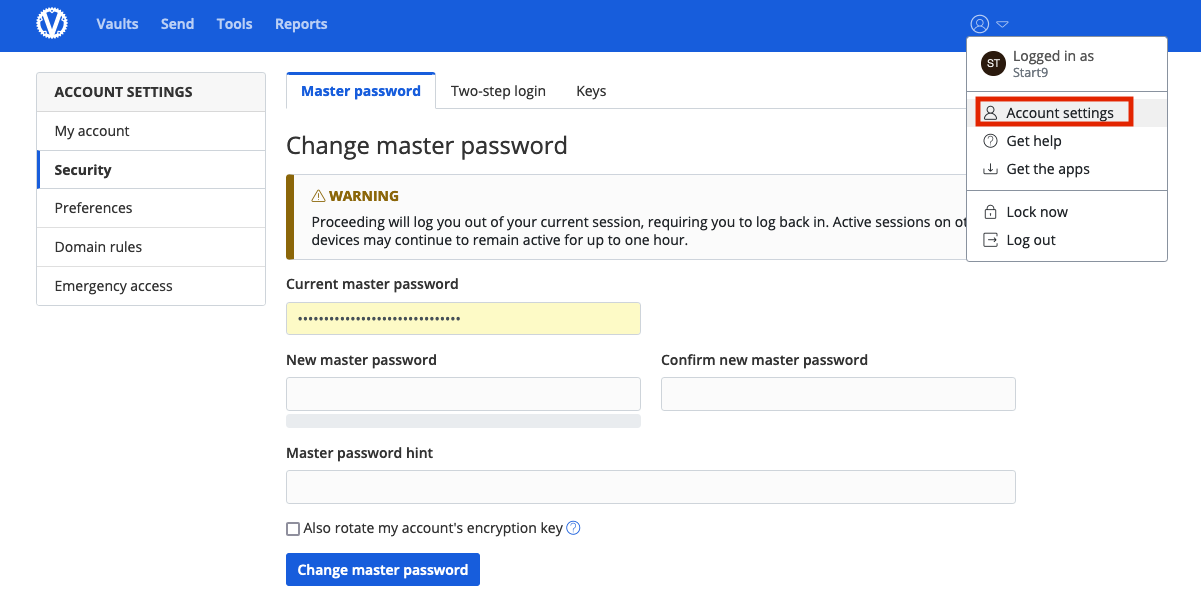 Vaults Send Tools Reports
ST Logged in as
Start9
Account settings
Get help
Get the apps
Lock now
Log out
ACCOUNT SETTINGS
My account
Security
Preferences
Domain rules
Emergency access
Master password Two-step login Keys
Change master password
WARNING
Proceeding will log you out of your current session, requiring you to log back in. Active sessions on ot
devices may continue to remain active for up to one hour.
Current master password
New master password Confirm new master password
Master password hint
Also rotate my account's encryption key
Change master password